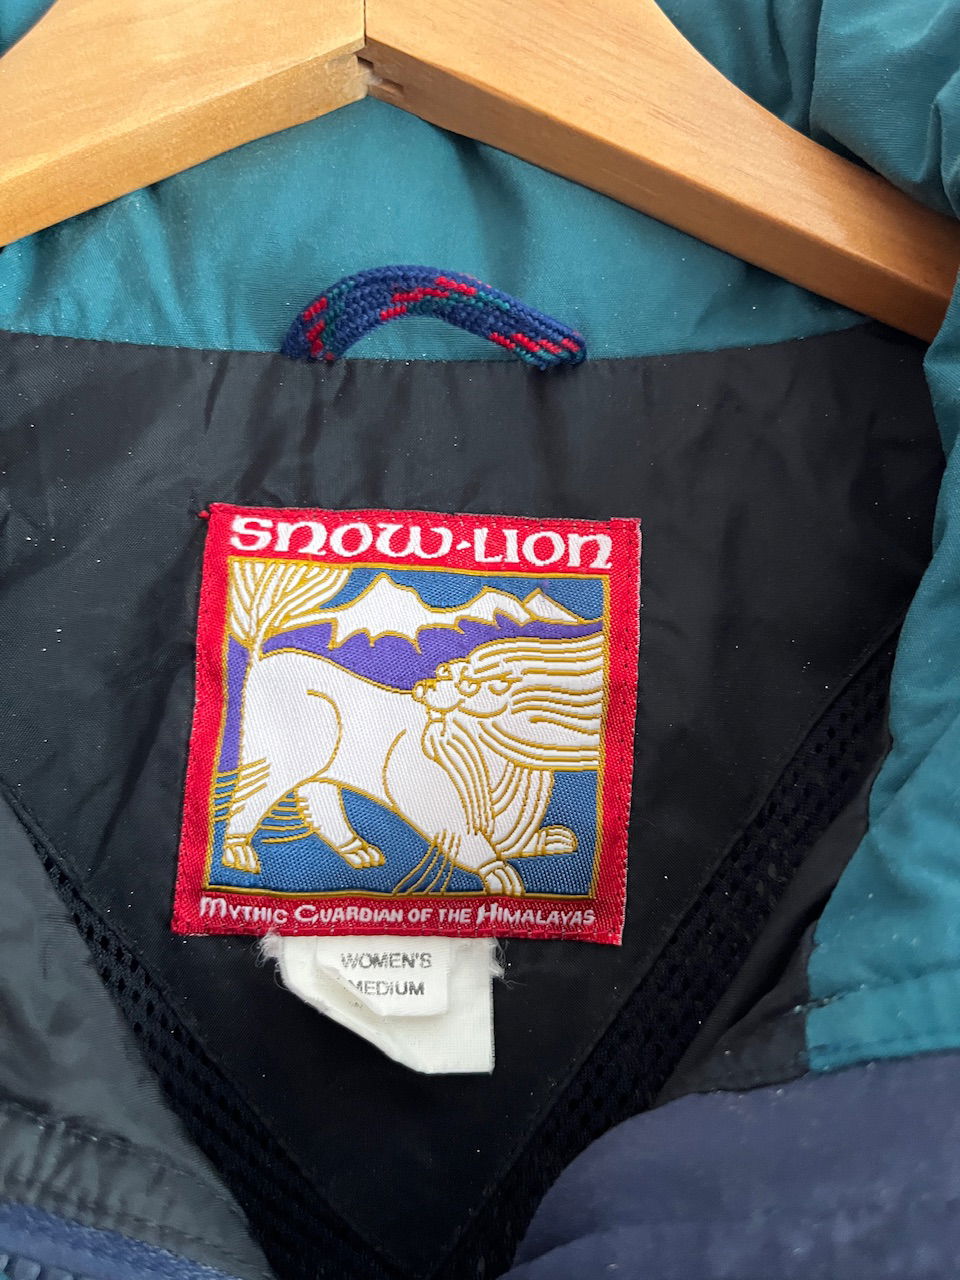 SNOW-LION
MYTHIC GUARDIAN OF THE HIMALAYAS
WOMEN'S
MEDIUM